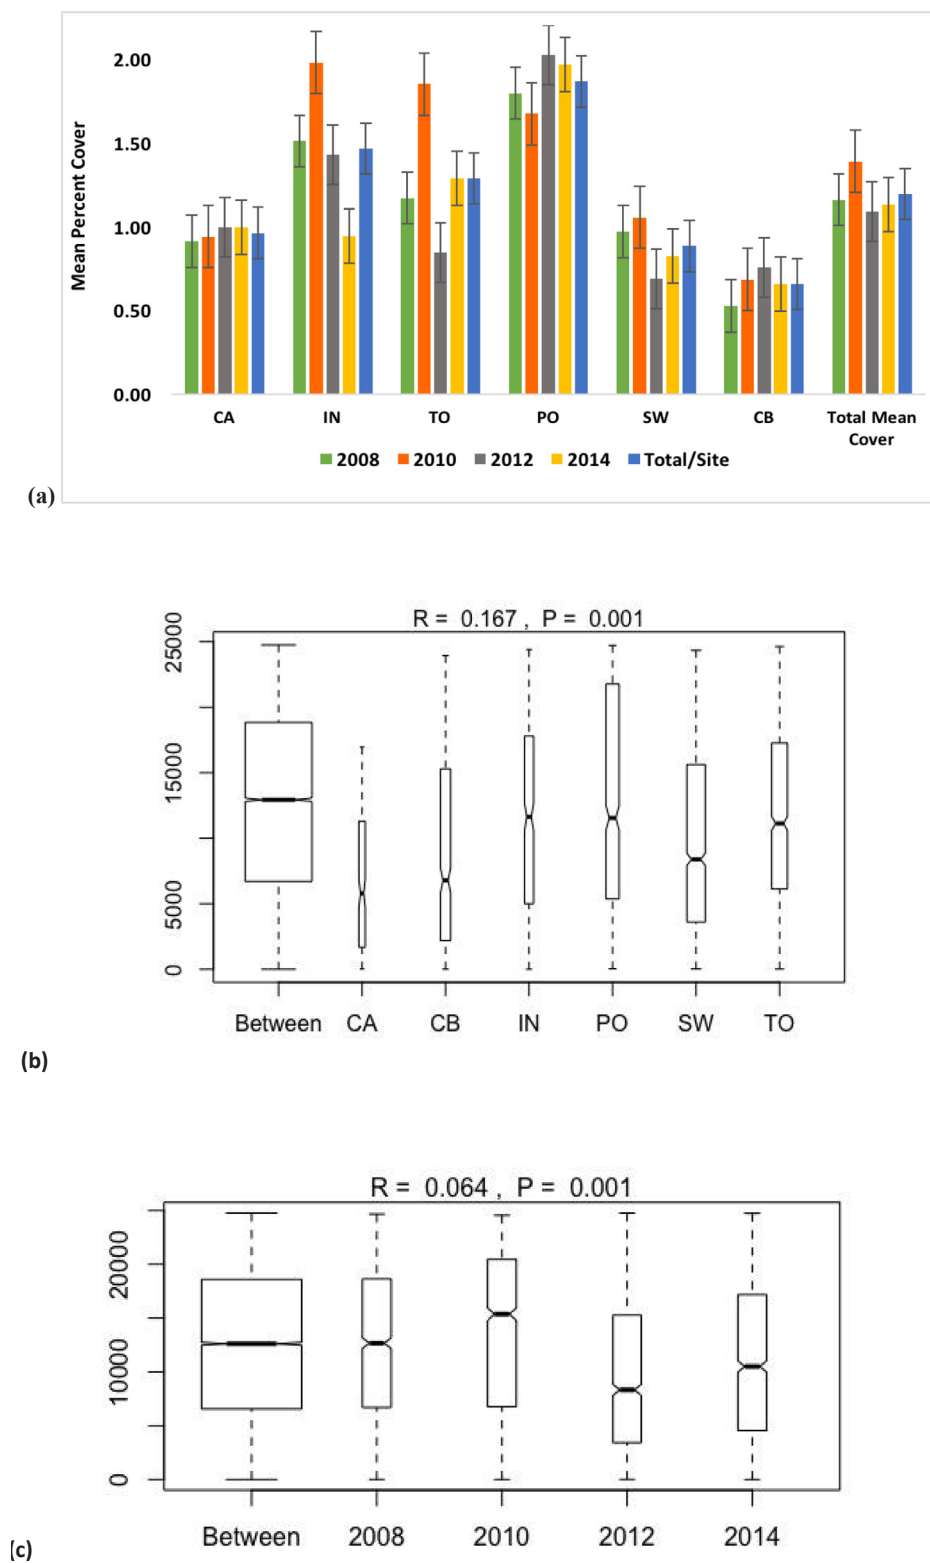 2.00
1.50
1.00
0.50
0.00
Mean Percent Cover
CA IN TO PO SW CB Total Mean Cover
2008 2010 2012 2014 Total/Site
(a)
R = 0.167 , P = 0.001
25000
15000
5000
0
Between CA CB IN PO SW TO
(b)
R = 0.064 , P = 0.001
20000
10000
0
Between 2008 2010 2012 2014
(c)